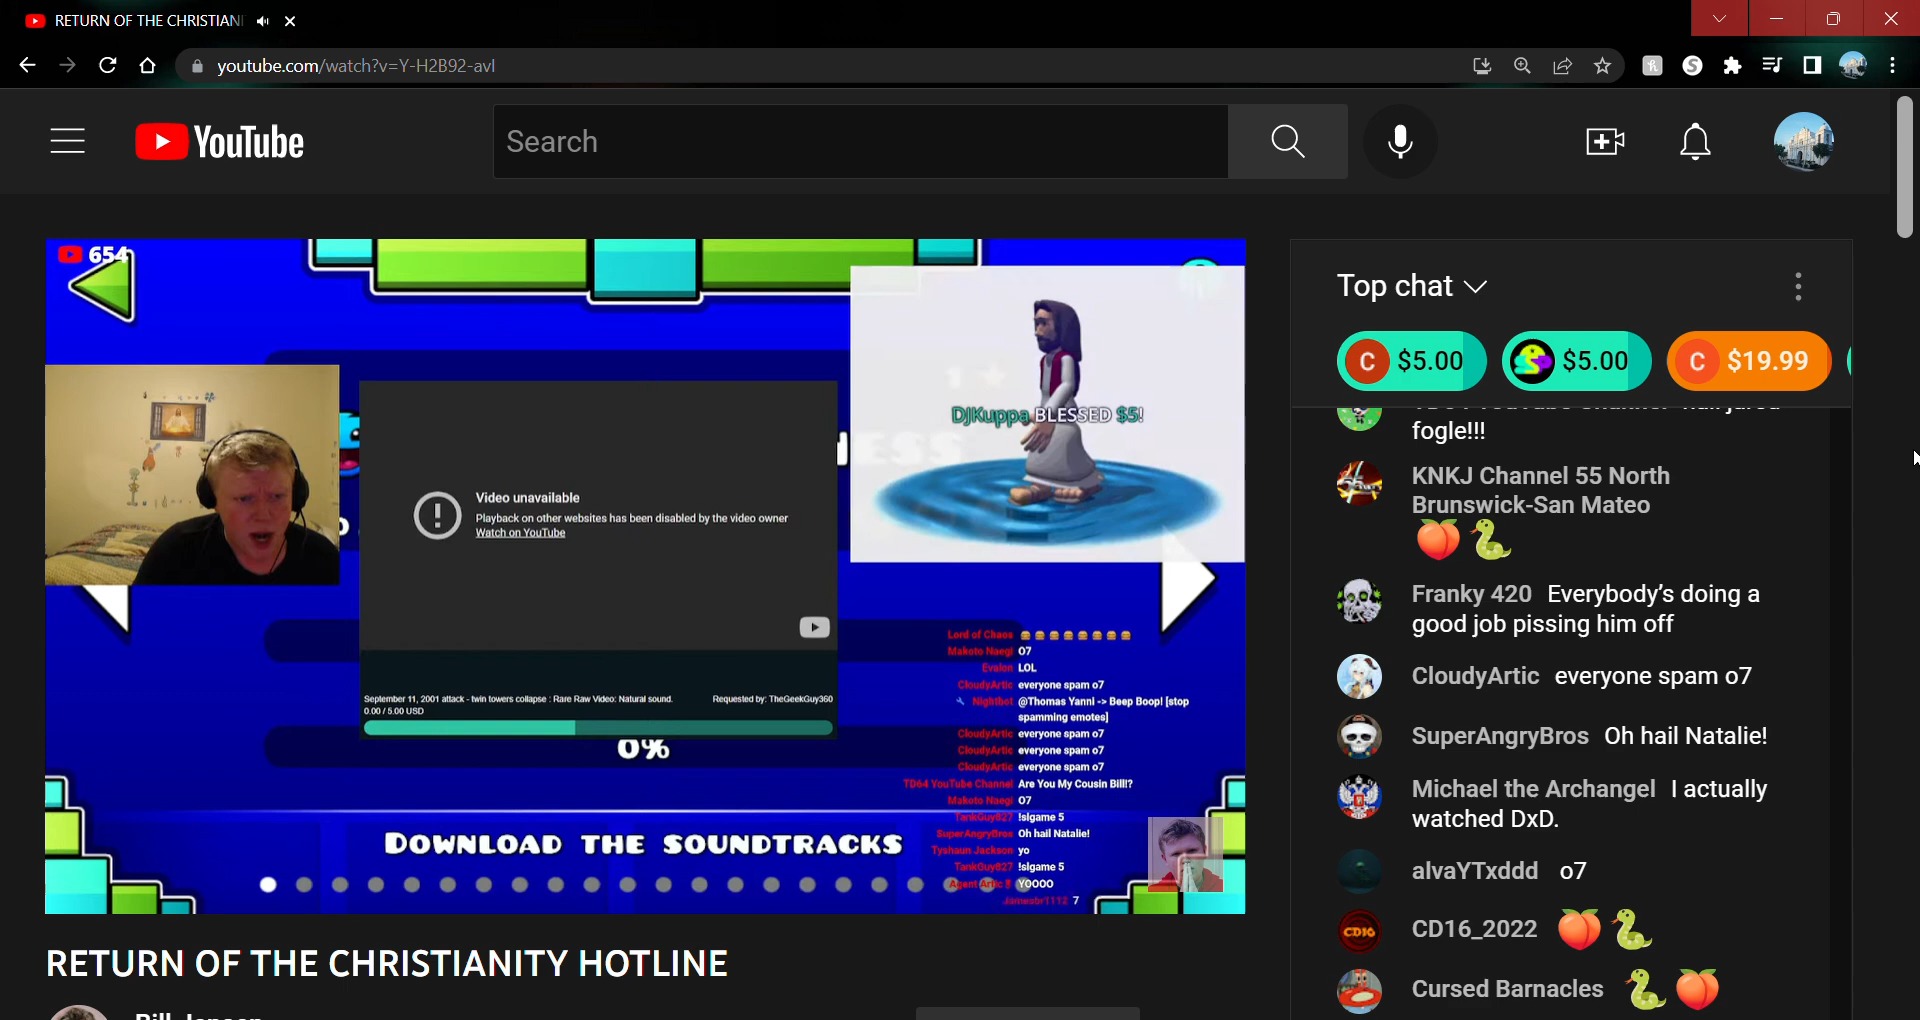 RETURN OF THE CHRISTIAN
youtube.com/watch?v=Y-H2B92-avI
YouTube
Search
654
DJKuppa BLESSED $5!
Video unavailable
Playback on other websites has been disabled by the video owner
Watch on YouTube
September 11, 2001 attack - twin towers collapse : Rare Raw Video: Natural sound.
Requested by: TheGeekGuy360
0.00 / 5.00 USD
0%
DOWNLOAD THE SOUNDTRACKS
Lord of Chaos
Makoto Naegi O7
Evalon LOL
CloudyArtic everyone spam o7
Nightbot @Thomas Yanni -> Beep Boop! [stop
spamming emotes]
CloudyArtic everyone spam o7
CloudyArtic everyone spam o7
CloudyArtic everyone spam o7
TD64 YouTube Channel Are You My Cousin Bill!?
Makoto Naegi O7
TankGuy827 !slgame 5
SuperAngryBros Oh hail Natalie!
Tyshaun Jackson yo
TankGuy827 !slgame 5
YOOOO
Jamesbr1112 7
RETURN OF THE CHRISTIANITY HOTLINE
Top chat
C $5.00
$5.00
C $19.99
fogle!!!
KNKJ Channel 55 North
Brunswick-San Mateo
🍑🐍
Franky 420 Everybody's doing a
good job pissing him off
CloudyArtic everyone spam o7
SuperAngryBros Oh hail Natalie!
Michael the Archangel I actually
watched DxD.
alvaYTxddd o7
CD16
CD16_2022 🍑🐍
Cursed Barnacles 🐍🍑